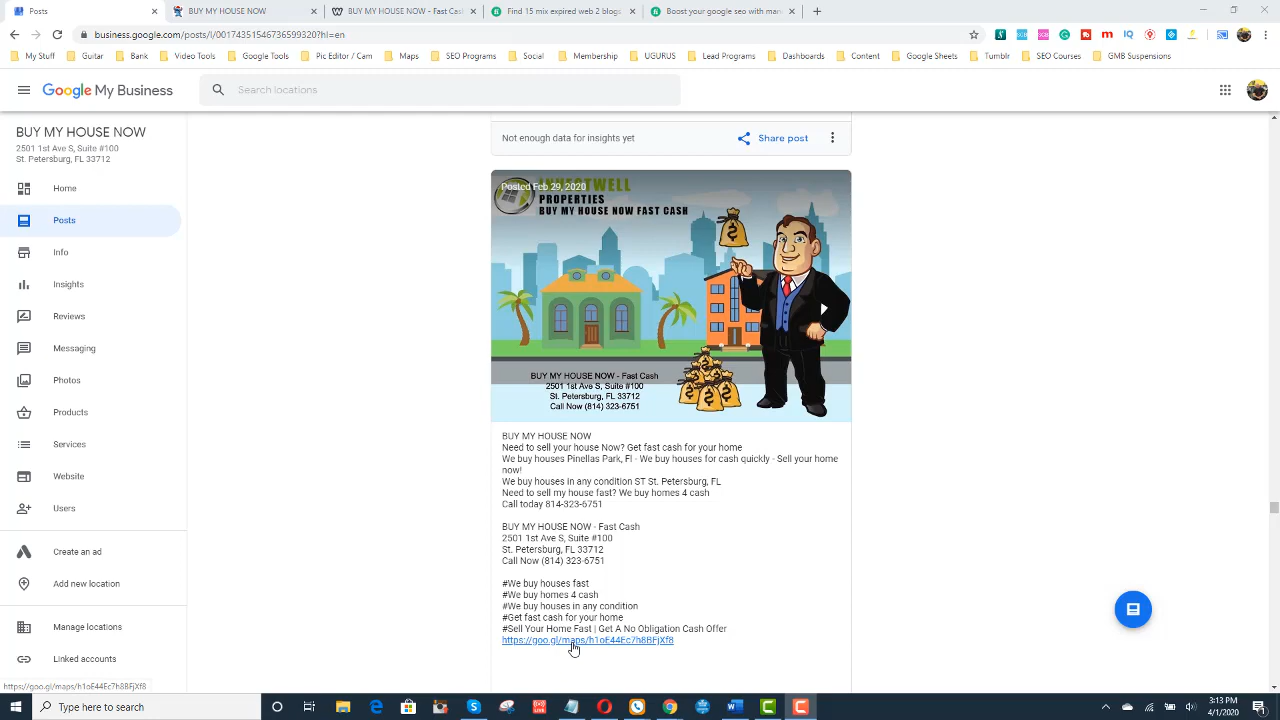 Posts
BUY MY HOUSE NOW
BUY MY HOUSE NOW - Fast Cas
Find 15 mix expired web 2 blogs
Boost your google seo with man
business.google.com/posts/l/00174351546736599320?hl=en
My Stuff
Guitar
Bank
Video Tools
Google Tools
Pic Editor / Cam
Maps
SEO Programs
Social
Membership
UGURUS
Lead Programs
Dashboards
Content
Google Sheets
Tumblr
SEO Courses
GMB Suspensions
Google My Business
Search locations
BUY MY HOUSE NOW
2501 1st Ave S, Suite #100
St. Petersburg, FL 33712
Home
Posts
Info
Insights
Reviews
Messaging
Photos
Products
Services
Website
Users
Create an ad
Add new location
Manage locations
Linked accounts
Not enough data for insights yet
Share post
Posted Feb 29, 2020
INVESTWELL
PROPERTIES
BUY MY HOUSE NOW FAST CASH
BUY MY HOUSE NOW - Fast Cash
2501 1st Ave S, Suite #100
St. Petersburg, FL 33712
Call Now (814) 323-6751
BUY MY HOUSE NOW
Need to sell your house Now? Get fast cash for your home
We buy houses Pinellas Park, Fl - We buy houses for cash quickly - Sell your home
now!
We buy houses in any condition ST St. Petersburg, FL
Need to sell my house fast? We buy homes 4 cash
Call today 814-323-6751
BUY MY HOUSE NOW - Fast Cash
2501 1st Ave S, Suite #100
St. Petersburg, FL 33712
Call Now (814) 323-6751
#We buy houses fast
#We buy homes 4 cash
#We buy houses in any condition
#Get fast cash for your home
#Sell Your Home Fast | Get A No Obligation Cash Offer
https://goo.gl/maps/h1oE44Ec7h8BFjXf8
https://goo.gl/maps/h1oE44Ec7h8BFjXf8
Type here to search
3:13 PM
4/1/2020